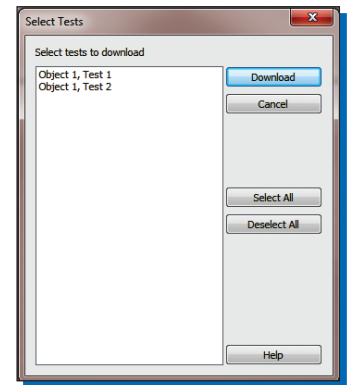 Select Tests
Select tests to download
Object 1, Test 1
Object 1, Test 2
Download
Cancel
Select All
Deselect All
Help